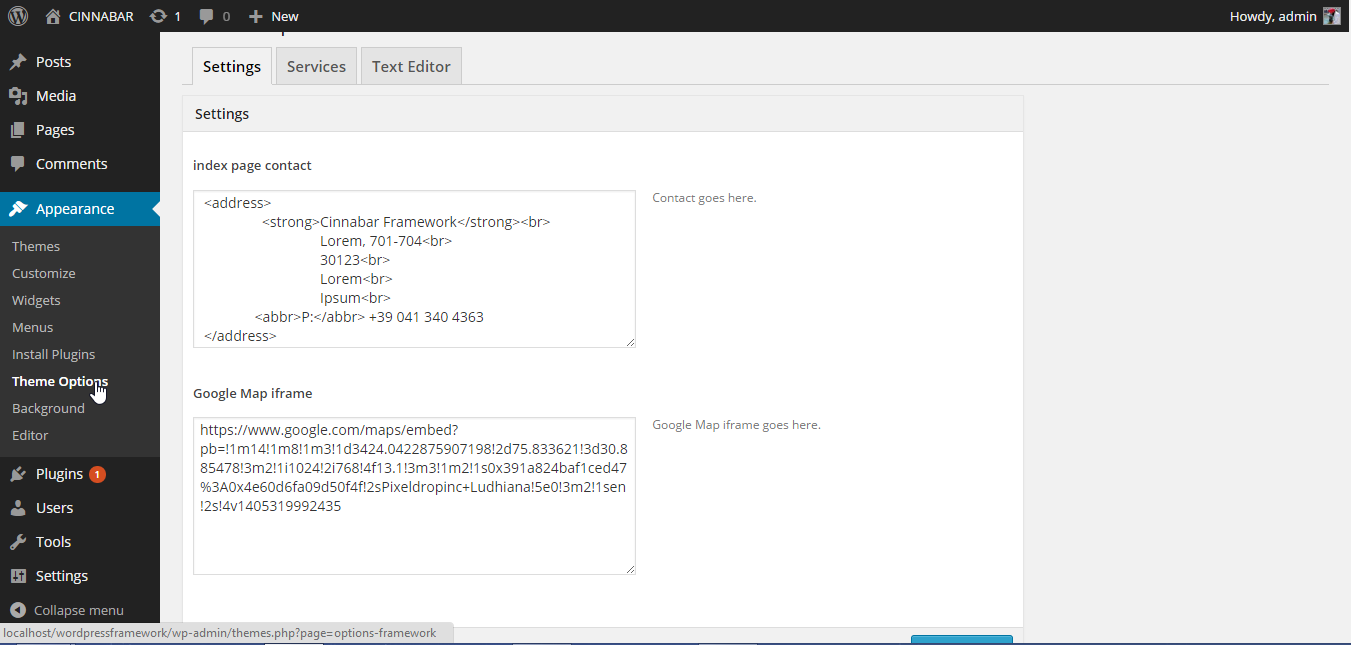 CINNABAR 1 0 New Howdy, admin
Posts
Media
Pages
Comments
Appearance
Themes
Customize
Widgets
Menus
Install Plugins
Theme Options
Background
Editor
Plugins 1
Users
Tools
Settings
Collapse menu
Settings Services Text Editor
Settings
index page contact
<address>
<strong>Cinnabar Framework</strong><br>
Lorem, 701-704<br>
30123<br>
Lorem<br>
Ipsum<br>
<abbr>P:</abbr> +39 041 340 4363
</address>
Contact goes here.
Google Map iframe
https://www.google.com/maps/embed?
pb=!1m14!1m8!1m3!1d3424.0422875907198!2d75.833621!3d30.8
85478!3m2!1i1024!2i768!4f13.1!3m3!1m2!1s0x391a824baf1ced47
%3A0x4e60d6fa09d50f4f!2sPixeldropinc+Ludhiana!5e0!3m2!1sen
!2s!4v1405319992435
Google Map iframe goes here.
localhost/wordpressframework/wp-admin/themes.php?page=options-framework